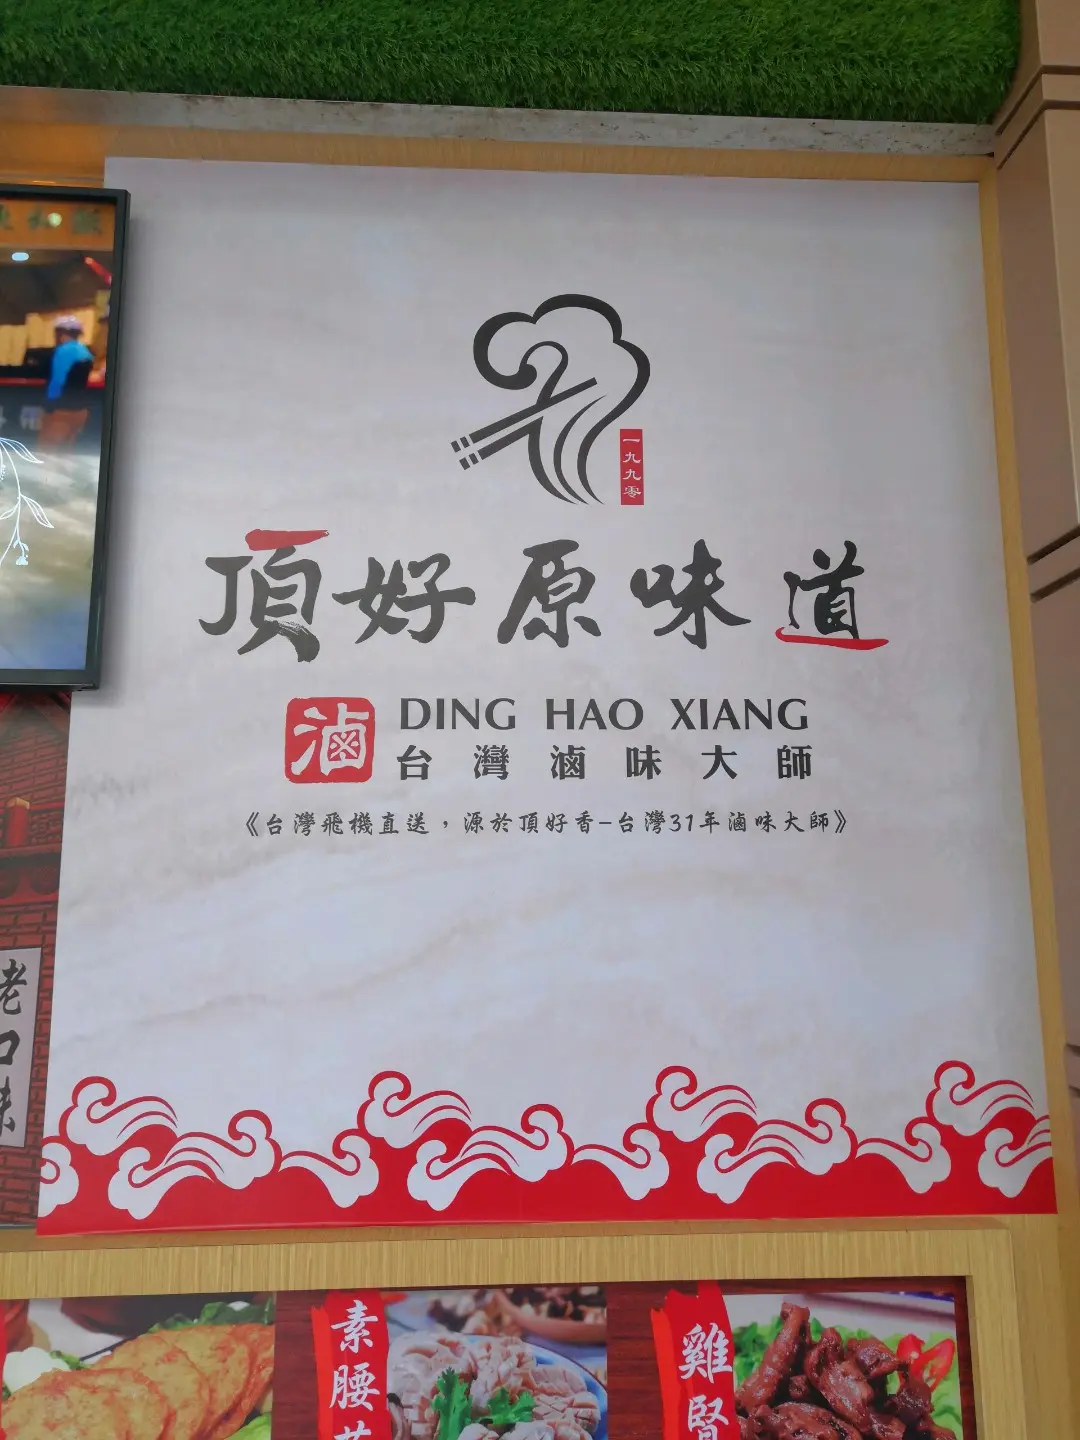 一九九零
頂好原味道
滷
DING HAO XIANG
台灣滷味大師
《台灣飛機直送，源於頂好香-台灣31年滷味大師》
老口味
素腰花
雞腎